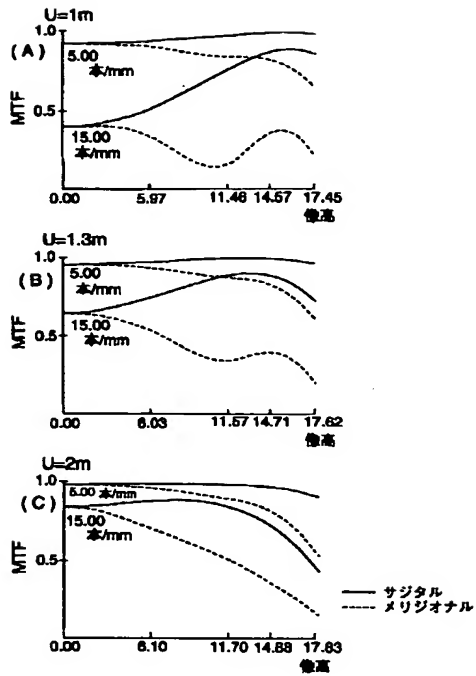 U=1m
(A)
MTF
1.0
0.5
5.00
本/mm
15.00
本/mm
0.00 5.97 11.46 14.57 17.45
像高
U=1.3m
(B)
MTF
1.0
0.5
5.00
本/mm
15.00
本/mm
0.00 6.03 11.57 14.71 17.62
像高
U=2m
(C)
MTF
1.0
0.5
5.00 本/mm
15.00
本/mm
0.00 6.10 11.70 14.88 17.83
像高
サジタル
メリジオナル